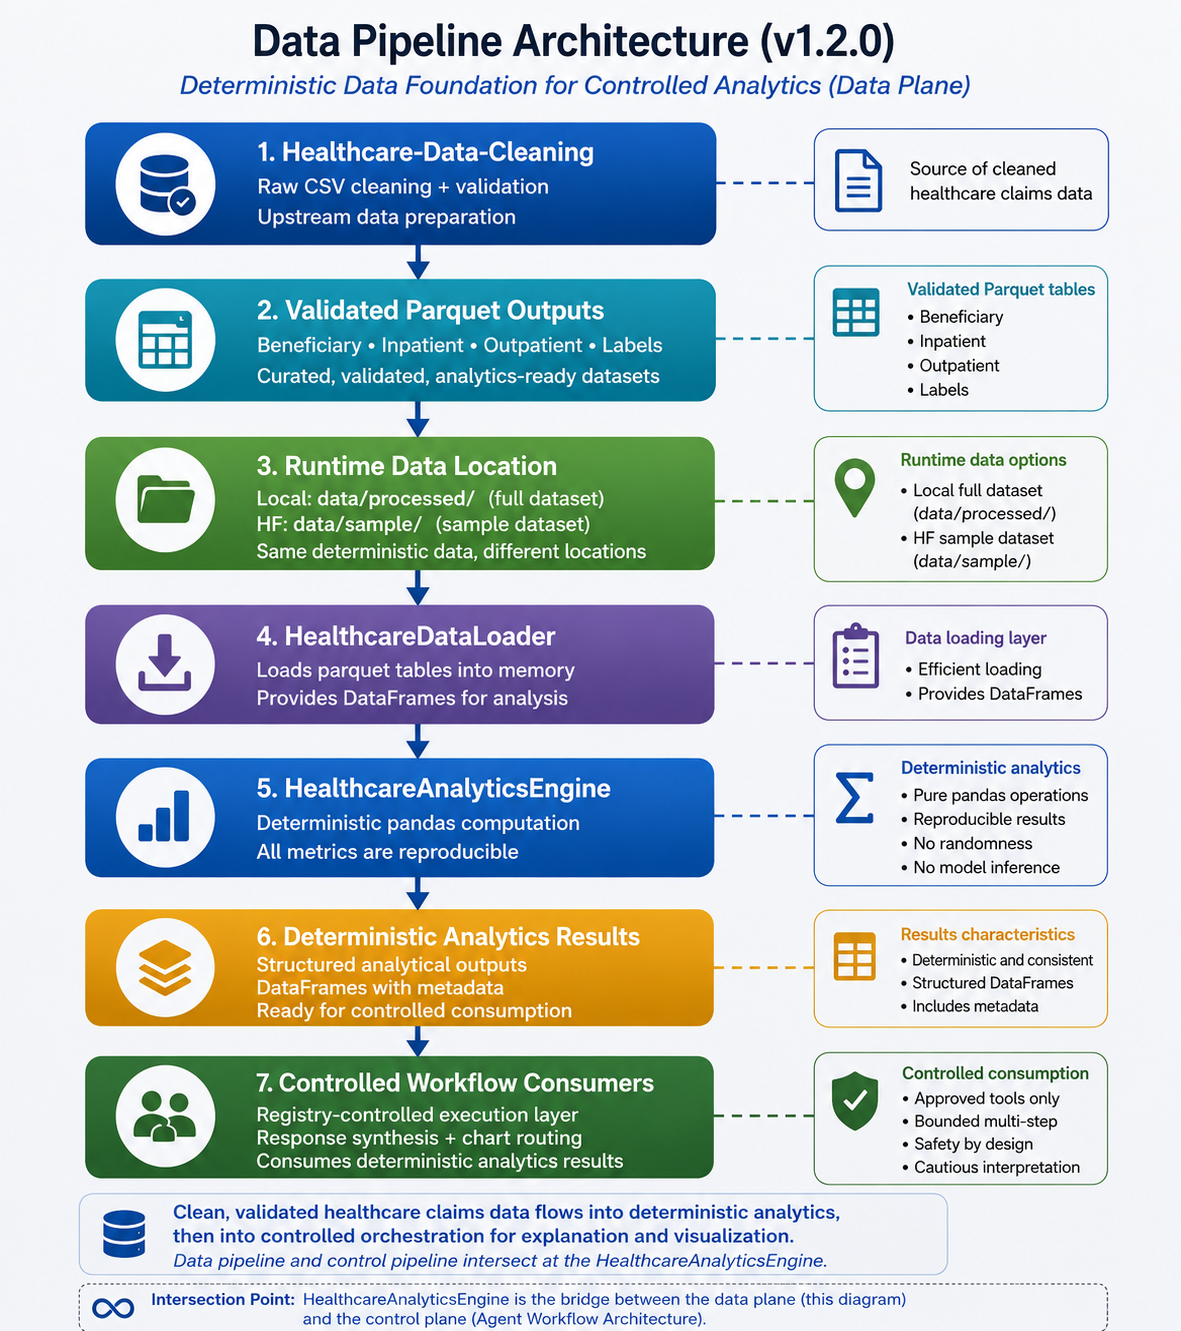 Data Pipeline Architecture (v1.2.0)
Deterministic Data Foundation for Controlled Analytics (Data Plane)
1. Healthcare-Data-Cleaning
Raw CSV cleaning + validation
Upstream data preparation
Source of cleaned
healthcare claims data
2. Validated Parquet Outputs
Beneficiary • Inpatient • Outpatient • Labels
Curated, validated, analytics-ready datasets
Validated Parquet tables
• Beneficiary
• Inpatient
• Outpatient
• Labels
3. Runtime Data Location
Local: data/processed/ (full dataset)
HF: data/sample/ (sample dataset)
Same deterministic data, different locations
Runtime data options
• Local full dataset
(data/processed/)
• HF sample dataset
(data/sample/)
4. HealthcareDataLoader
Loads parquet tables into memory
Provides DataFrames for analysis
Data loading layer
• Efficient loading
• Provides DataFrames
5. HealthcareAnalyticsEngine
Deterministic pandas computation
All metrics are reproducible
Deterministic analytics
• Pure pandas operations
• Reproducible results
• No randomness
• No model inference
6. Deterministic Analytics Results
Structured analytical outputs
DataFrames with metadata
Ready for controlled consumption
Results characteristics
• Deterministic and consistent
• Structured DataFrames
• Includes metadata
7. Controlled Workflow Consumers
Registry-controlled execution layer
Response synthesis + chart routing
Consumes deterministic analytics results
Controlled consumption
• Approved tools only
• Bounded multi-step
• Safety by design
• Cautious interpretation
Clean, validated healthcare claims data flows into deterministic analytics,
then into controlled orchestration for explanation and visualization.
Data pipeline and control pipeline intersect at the HealthcareAnalyticsEngine.
Intersection Point: HealthcareAnalyticsEngine is the bridge between the data plane (this diagram)
and the control plane (Agent Workflow Architecture).